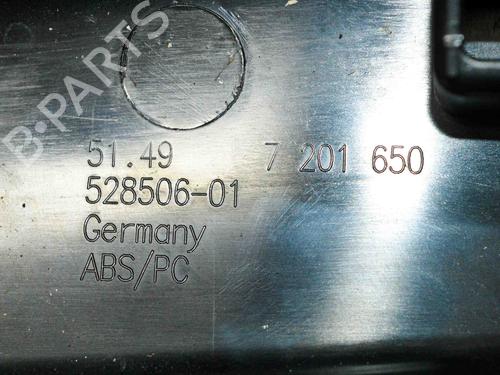 B-PARTS
51.49 7 201 650
528506-01
Germany
ABS/PC